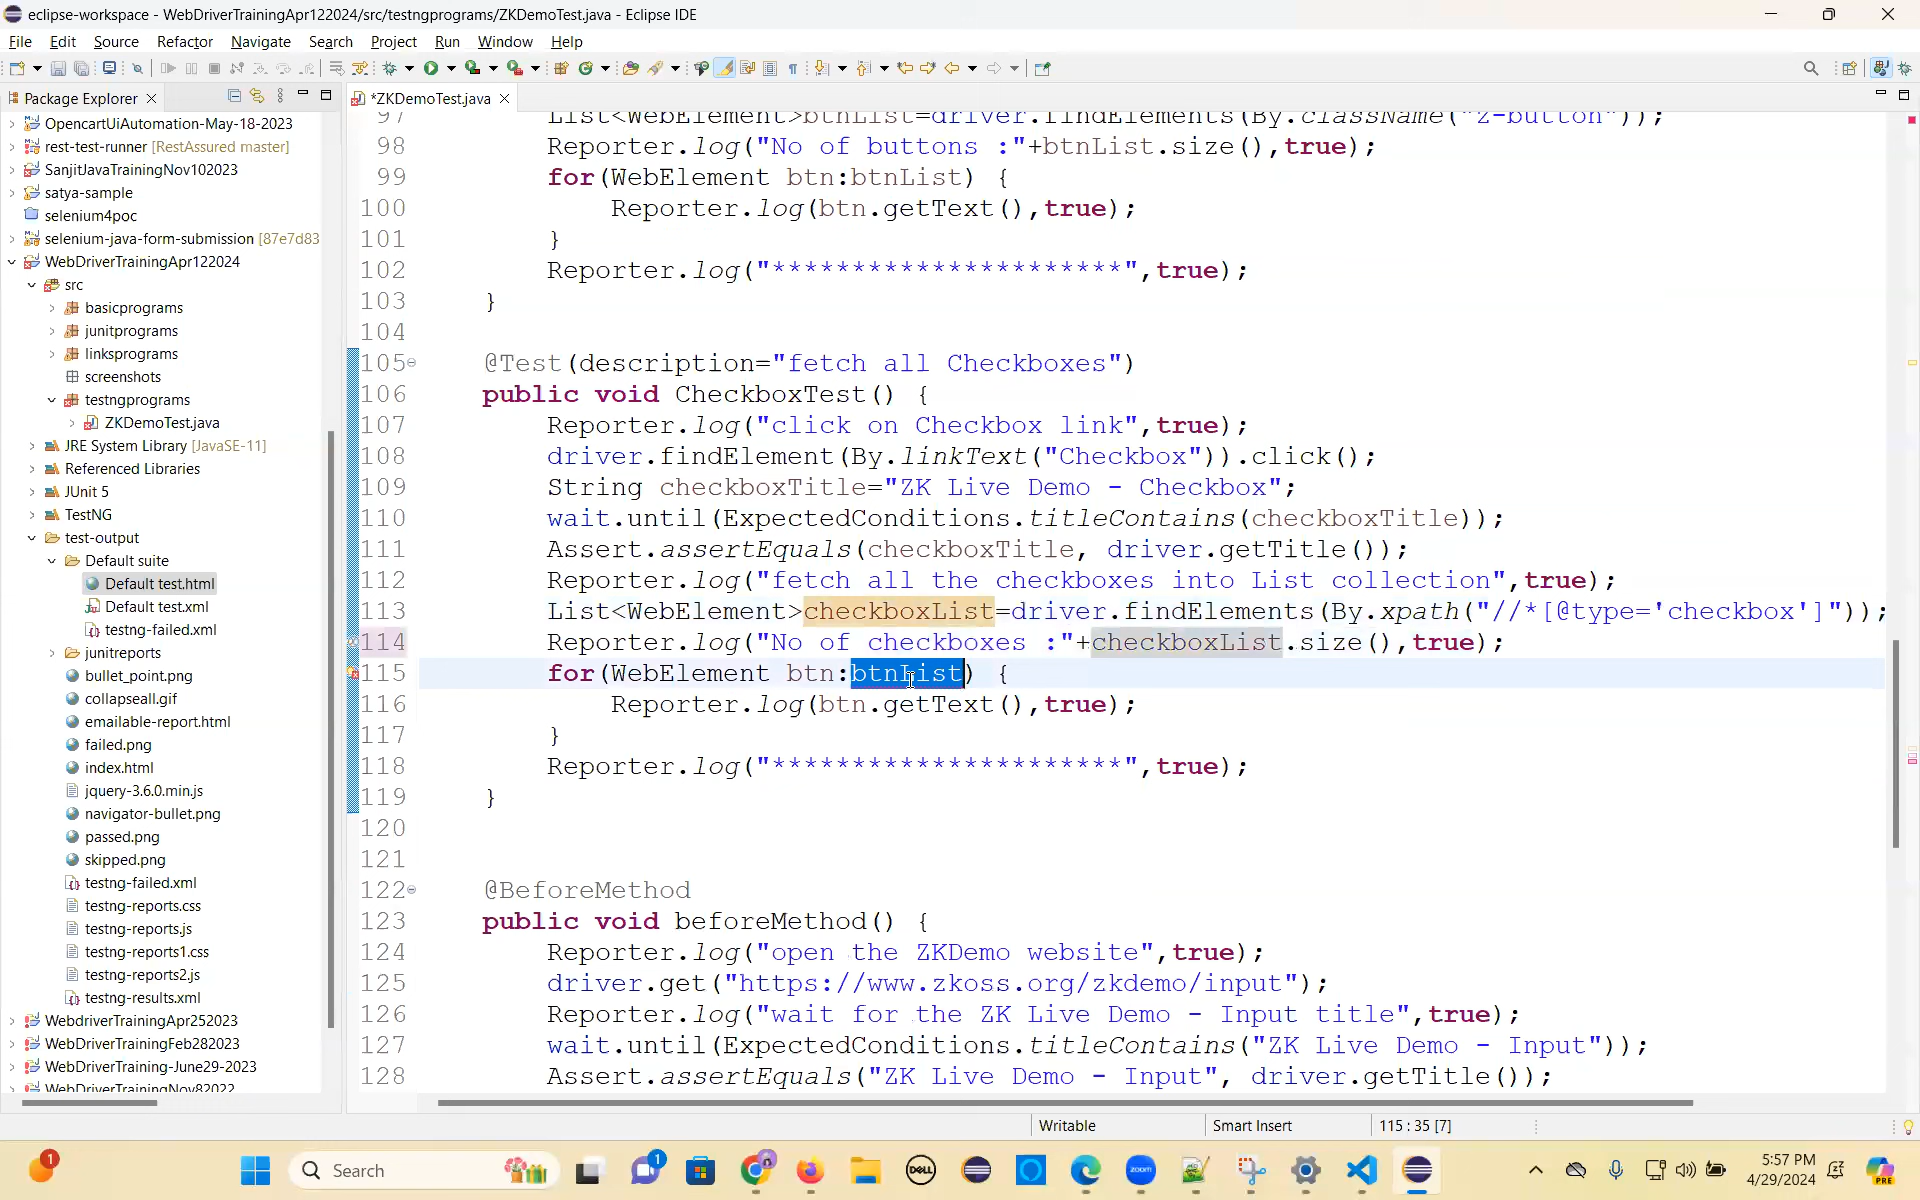 eclipse-workspace - WebDriverTrainingApr122024/src/testngprograms/ZKDemoTest.java - Eclipse IDE
File Edit Source Refactor Navigate Search Project Run Window Help
Package Explorer
*ZKDemoTest.java
OpencartUiAutomation-May-18-2023
rest-test-runner [RestAssured master]
SanjitJavaTrainingNov102023
satya-sample
selenium4poc
selenium-java-form-submission [87e7d83
WebDriverTrainingApr122024
src
basicprograms
junitprograms
linksprograms
screenshots
testngprograms
ZKDemoTest.java
JRE System Library [JavaSE-11]
Referenced Libraries
JUnit 5
TestNG
test-output
Default suite
Default test.html
Default test.xml
testng-failed.xml
junitreports
bullet_point.png
collapseall.gif
emailable-report.html
failed.png
index.html
jquery-3.6.0.min.js
navigator-bullet.png
passed.png
skipped.png
testng-failed.xml
testng-reports.css
testng-reports.js
testng-reports1.css
testng-reports2.js
testng-results.xml
WebdriverTrainingApr252023
WebDriverTrainingFeb282023
WebDriverTraining-June29-2023
WebDriverTrainingNov82022
97 List<WebElement>btnList=driver.findElements(By.className("z-button"));
98 Reporter.log("No of buttons :"+btnList.size(),true);
99 for(WebElement btn:btnList) {
100 Reporter.log(btn.getText(),true);
101 }
102 Reporter.log("**********************",true);
103 }
104
105 @Test(description="fetch all Checkboxes")
106 public void CheckboxTest() {
107 Reporter.log("click on Checkbox link",true);
108 driver.findElement(By.linkText("Checkbox")).click();
109 String checkboxTitle="ZK Live Demo - Checkbox";
110 wait.until(ExpectedConditions.titleContains(checkboxTitle));
111 Assert.assertEquals(checkboxTitle, driver.getTitle());
112 Reporter.log("fetch all the checkboxes into List collection",true);
113 List<WebElement>checkboxList=driver.findElements(By.xpath("//*[@type='checkbox']"));
114 Reporter.log("No of checkboxes :"+checkboxList.size(),true);
115 for(WebElement btn:btnList) {
116 Reporter.log(btn.getText(),true);
117 }
118 Reporter.log("**********************",true);
119 }
120
121
122 @BeforeMethod
123 public void beforeMethod() {
124 Reporter.log("open the ZKDemo website",true);
125 driver.get("https://www.zkoss.org/zkdemo/input");
126 Reporter.log("wait for the ZK Live Demo - Input title",true);
127 wait.until(ExpectedConditions.titleContains("ZK Live Demo - Input"));
128 Assert.assertEquals("ZK Live Demo - Input", driver.getTitle());
Writable Smart Insert 115 : 35 [7]
1
Search
1
DELL
zoom
5:57 PM
4/29/2024
PRE